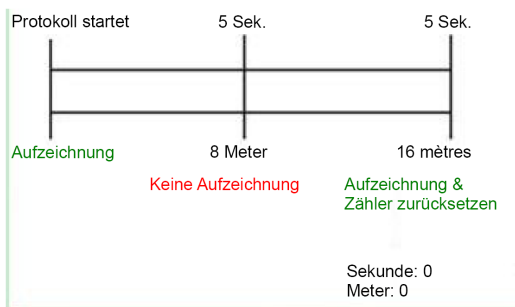 Protokoll startet 5 Sek. 5 Sek.
Aufzeichnung 8 Meter 16 mètres
Keine Aufzeichnung Aufzeichnung &
Zähler zurücksetzen
Sekunde: 0
Meter: 0